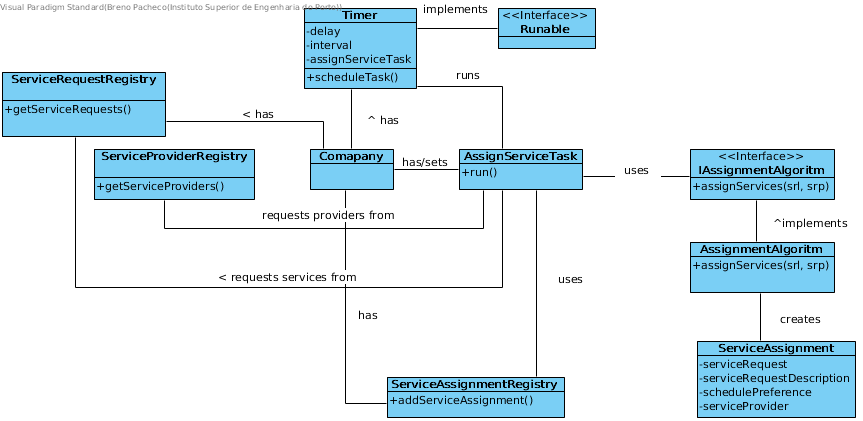 Visual Paradigm Standard(Breno Pacheco(Instituto Superior de Engenharia do Porto))
implements
Timer
-delay
-interval
-assignServiceTask
+scheduleTask()
<<Interface>>
Runable
runs
ServiceRequestRegistry
+getServiceRequests()
< has
^ has
ServiceProviderRegistry
+getServiceProviders()
Comapany
has/sets
AssignServiceTask
+run()
uses
<<Interface>>
IAssignmentAlgoritm
+assignServices(srl, srp)
requests providers from
^implements
AssignmentAlgoritm
+assignServices(srl, srp)
< requests services from
uses
has
creates
ServiceAssignment
-serviceRequest
-serviceRequestDescription
-schedulePreference
-serviceProvider
ServiceAssignmentRegistry
+addServiceAssignment()